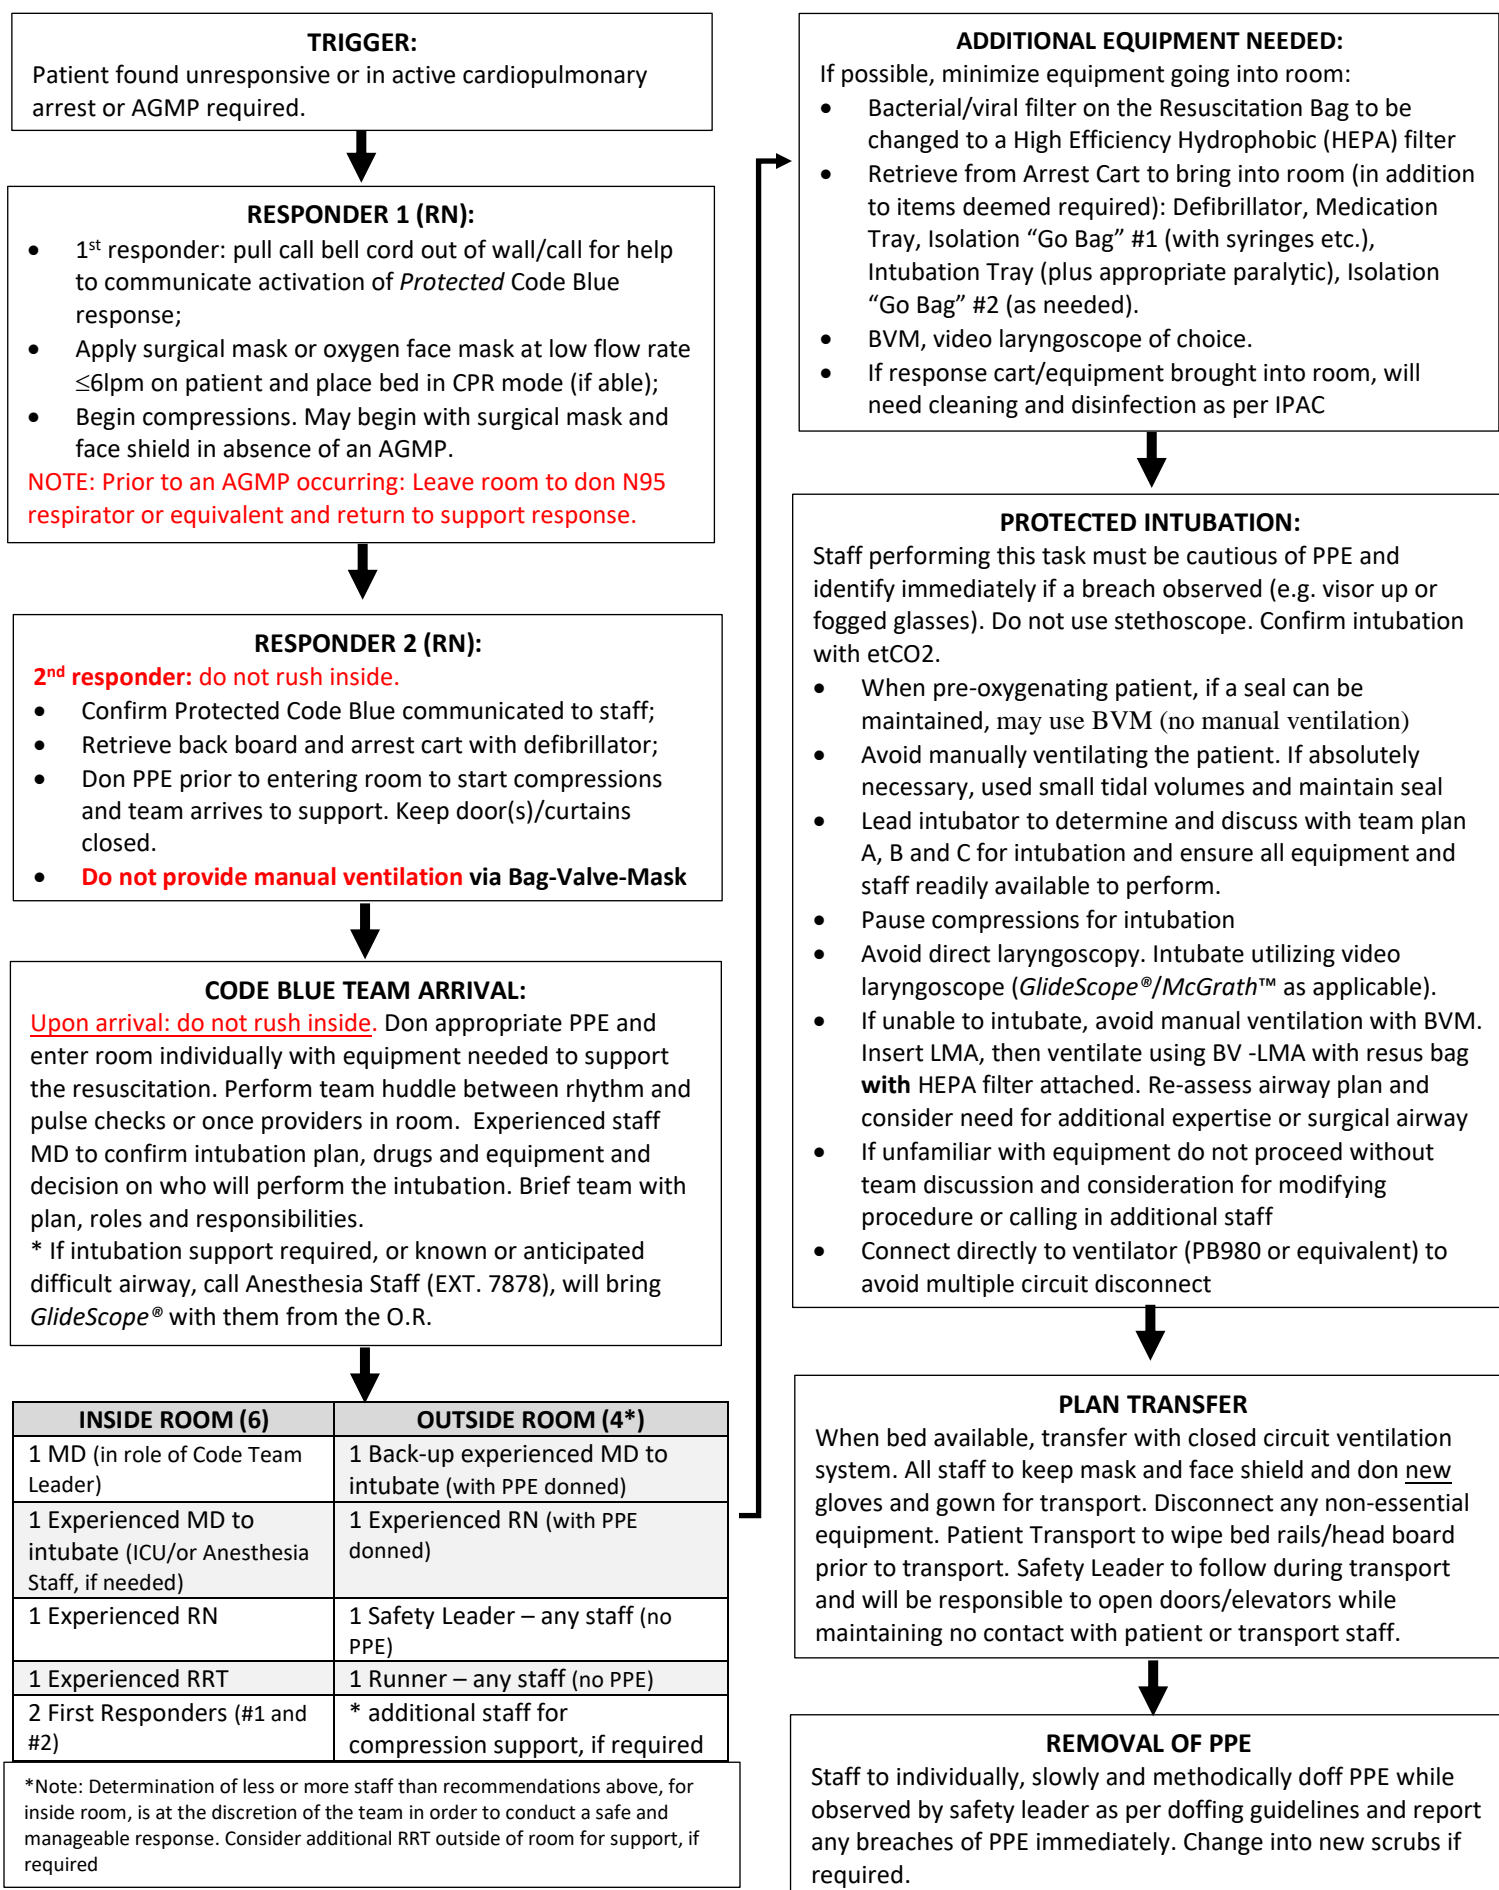 TRIGGER:
Patient found unresponsive or in active cardiopulmonary
arrest or AGMP required.
RESPONDER 1 (RN):
• 1st responder: pull call bell cord out of wall/call for help
to communicate activation of Protected Code Blue
response;
• Apply surgical mask or oxygen face mask at low flow rate
≤6lpm on patient and place bed in CPR mode (if able);
• Begin compressions. May begin with surgical mask and
face shield in absence of an AGMP.
NOTE: Prior to an AGMP occurring: Leave room to don N95
respirator or equivalent and return to support response.
RESPONDER 2 (RN):
2nd responder: do not rush inside.
• Confirm Protected Code Blue communicated to staff;
• Retrieve back board and arrest cart with defibrillator;
• Don PPE prior to entering room to start compressions
and team arrives to support. Keep door(s)/curtains
closed.
• Do not provide manual ventilation via Bag-Valve-Mask
CODE BLUE TEAM ARRIVAL:
Upon arrival: do not rush inside. Don appropriate PPE and
enter room individually with equipment needed to support
the resuscitation. Perform team huddle between rhythm and
pulse checks or once providers in room. Experienced staff
MD to confirm intubation plan, drugs and equipment and
decision on who will perform the intubation. Brief team with
plan, roles and responsibilities.
* If intubation support required, or known or anticipated
difficult airway, call Anesthesia Staff (EXT. 7878), will bring
GlideScope® with them from the O.R.
INSIDE ROOM (6)
OUTSIDE ROOM (4*)
1 MD (in role of Code Team
Leader)
1 Back-up experienced MD to
intubate (with PPE donned)
1 Experienced MD to
intubate (ICU/or Anesthesia
Staff, if needed)
1 Experienced RN (with PPE
donned)
1 Experienced RN
1 Safety Leader – any staff (no
PPE)
1 Experienced RRT
1 Runner – any staff (no PPE)
2 First Responders (#1 and
#2)
* additional staff for
compression support, if required
*Note: Determination of less or more staff than recommendations above, for
inside room, is at the discretion of the team in order to conduct a safe and
manageable response. Consider additional RRT outside of room for support, if
required
ADDITIONAL EQUIPMENT NEEDED:
If possible, minimize equipment going into room:
• Bacterial/viral filter on the Resuscitation Bag to be
changed to a High Efficiency Hydrophobic (HEPA) filter
• Retrieve from Arrest Cart to bring into room (in addition
to items deemed required): Defibrillator, Medication
Tray, Isolation “Go Bag” #1 (with syringes etc.),
Intubation Tray (plus appropriate paralytic), Isolation
“Go Bag” #2 (as needed).
• BVM, video laryngoscope of choice.
• If response cart/equipment brought into room, will
need cleaning and disinfection as per IPAC
PROTECTED INTUBATION:
Staff performing this task must be cautious of PPE and
identify immediately if a breach observed (e.g. visor up or
fogged glasses). Do not use stethoscope. Confirm intubation
with etCO2.
• When pre-oxygenating patient, if a seal can be
maintained, may use BVM (no manual ventilation)
• Avoid manually ventilating the patient. If absolutely
necessary, used small tidal volumes and maintain seal
• Lead intubator to determine and discuss with team plan
A, B and C for intubation and ensure all equipment and
staff readily available to perform.
• Pause compressions for intubation
• Avoid direct laryngoscopy. Intubate utilizing video
laryngoscope (GlideScope®/McGrath™ as applicable).
• If unable to intubate, avoid manual ventilation with BVM.
Insert LMA, then ventilate using BV -LMA with resus bag
with HEPA filter attached. Re-assess airway plan and
consider need for additional expertise or surgical airway
• If unfamiliar with equipment do not proceed without
team discussion and consideration for modifying
procedure or calling in additional staff
• Connect directly to ventilator (PB980 or equivalent) to
avoid multiple circuit disconnect
PLAN TRANSFER
When bed available, transfer with closed circuit ventilation
system. All staff to keep mask and face shield and don new
gloves and gown for transport. Disconnect any non-essential
equipment. Patient Transport to wipe bed rails/head board
prior to transport. Safety Leader to follow during transport
and will be responsible to open doors/elevators while
maintaining no contact with patient or transport staff.
REMOVAL OF PPE
Staff to individually, slowly and methodically doff PPE while
observed by safety leader as per doffing guidelines and report
any breaches of PPE immediately. Change into new scrubs if
required.